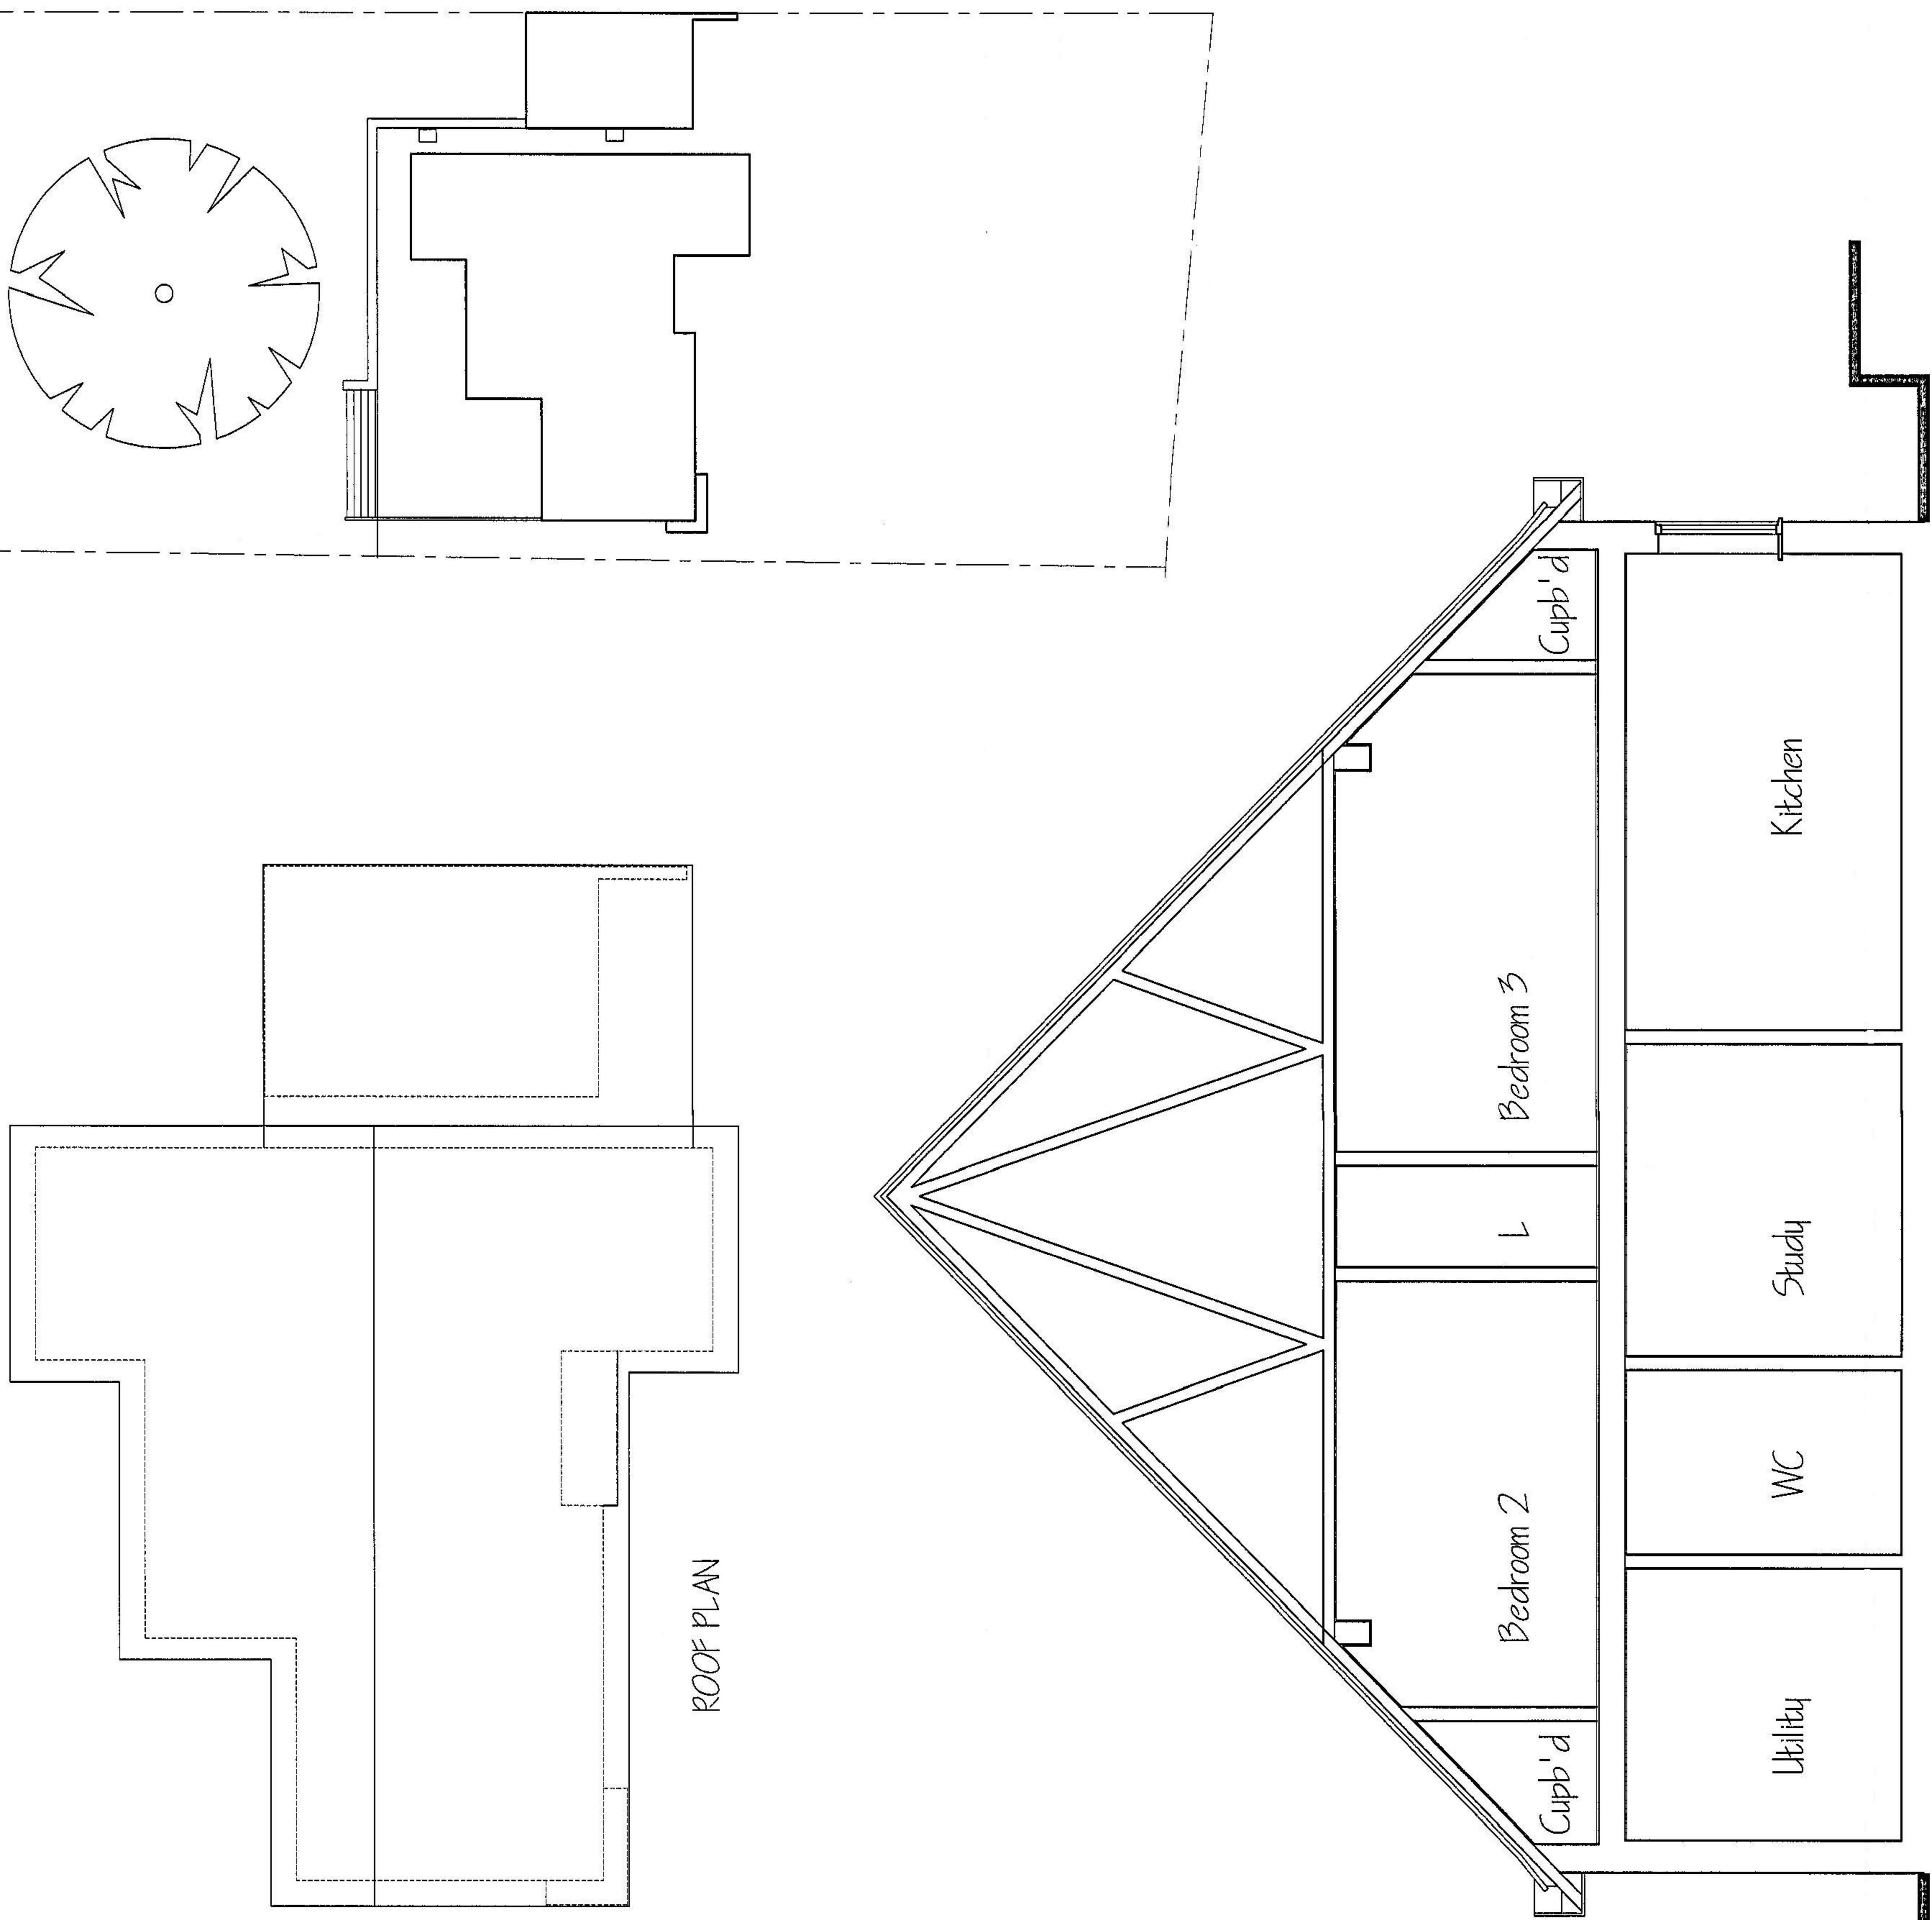 ROOF PLAN
Cupb'd
Bedroom 2
L
Bedroom 3
Cupb'd
Utility
WC
Study
Kitchen